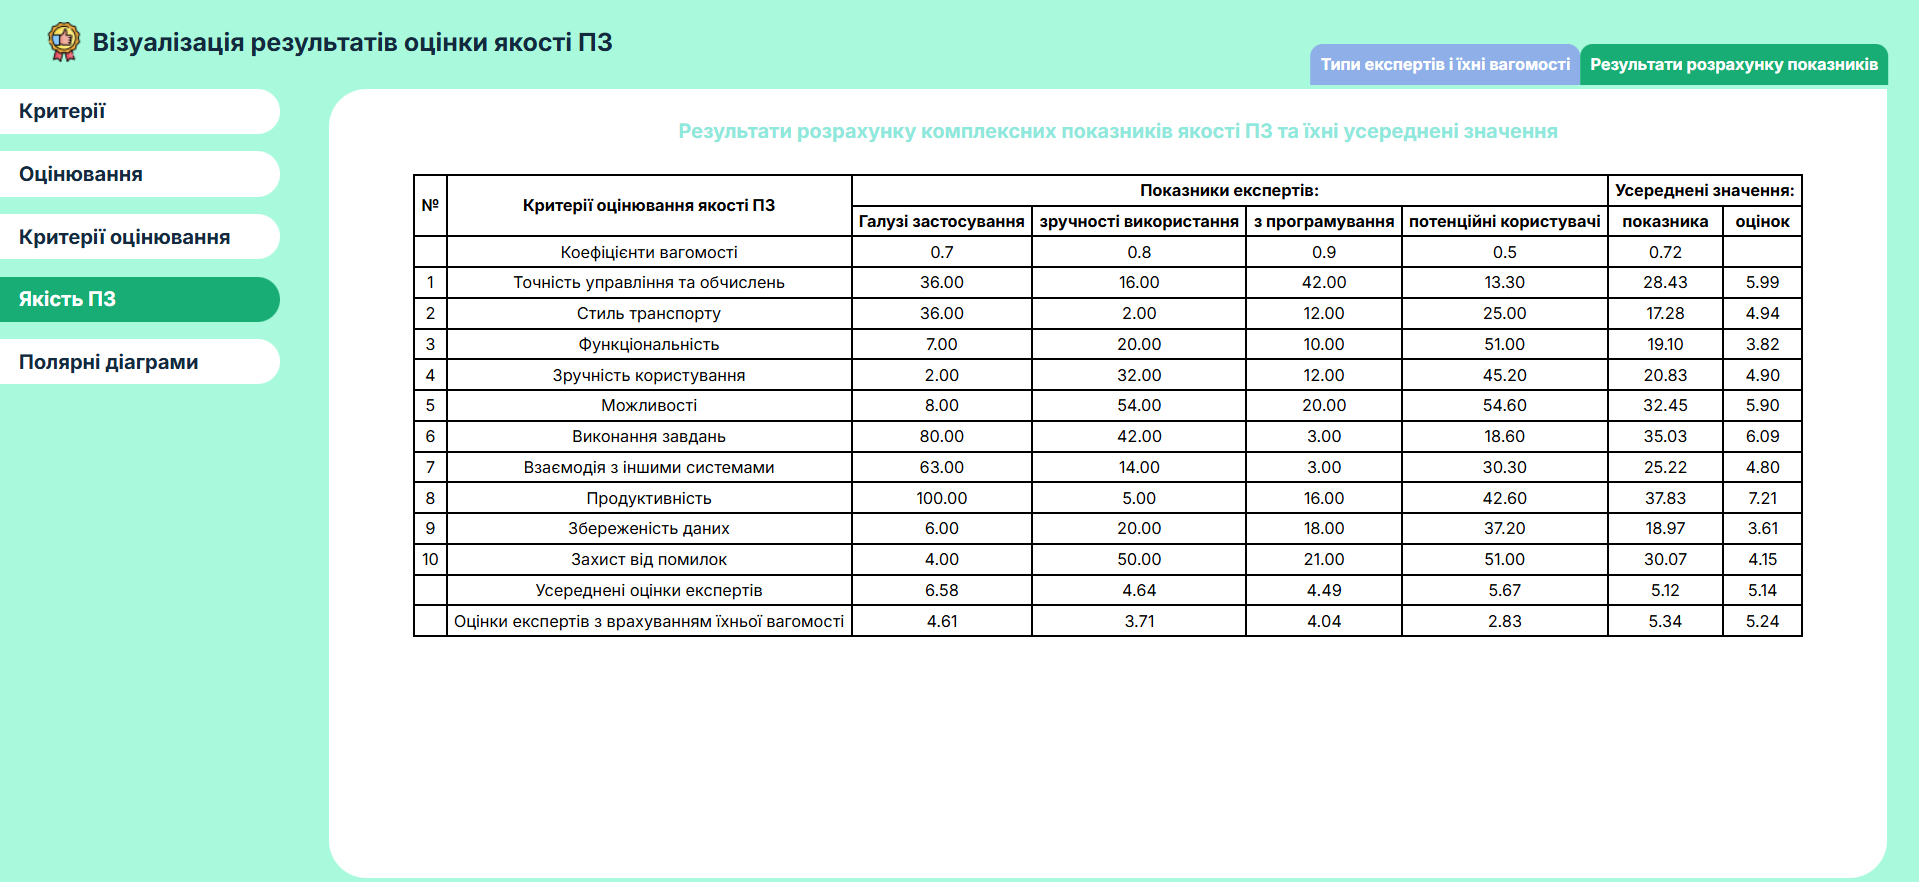 Візуалізація результатів оцінки якості ПЗ
Типи експертів і їхні вагомості
Результати розрахунку показників
Критерії
Оцінювання
Критерії оцінювання
Якість ПЗ
Полярні діаграми
Результати розрахунку комплексних показників якості ПЗ та їхні усереднені значення
№ Критерії оцінювання якості ПЗ Показники експертів: Усереднені значення:
Галузі застосування зручності використання з програмування потенційні користувачі показника оцінок
Коефіцієнти вагомості 0.7 0.8 0.9 0.5 0.72
1 Точність управління та обчислень 36.00 16.00 42.00 13.30 28.43 5.99
2 Стиль транспорту 36.00 2.00 12.00 25.00 17.28 4.94
3 Функціональність 7.00 20.00 10.00 51.00 19.10 3.82
4 Зручність користування 2.00 32.00 12.00 45.20 20.83 4.90
5 Можливості 8.00 54.00 20.00 54.60 32.45 5.90
6 Виконання завдань 80.00 42.00 3.00 18.60 35.03 6.09
7 Взаємодія з іншими системами 63.00 14.00 3.00 30.30 25.22 4.80
8 Продуктивність 100.00 5.00 16.00 42.60 37.83 7.21
9 Збереженість даних 6.00 20.00 18.00 37.20 18.97 3.61
10 Захист від помилок 4.00 50.00 21.00 51.00 30.07 4.15
Усереднені оцінки експертів 6.58 4.64 4.49 5.67 5.12 5.14
Оцінки експертів з врахуванням їхньої вагомості 4.61 3.71 4.04 2.83 5.34 5.24